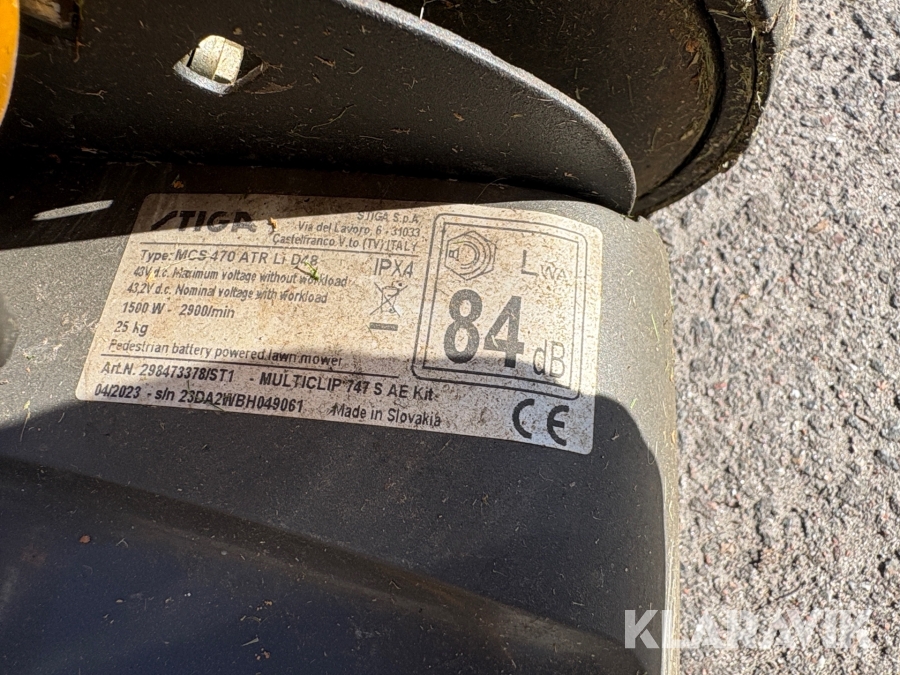 STIGA
STIGA S.p.A.
Via del Lavoro, 6 - 31033
Castelfranco V.to (TV) ITALY
Type: MCS 470 ATR Li D48
48V d.c. Maximum voltage without workload
43,2V d.c. Nominal voltage with workload
IPX4
1500 W - 2900/min
25 kg
Pedestrian battery powered lawn mower
LWA
84 dB
Art.N. 298473378/ST1 - MULTICLIP 747 S AE Kit
04/2023 - s/n 23DA2WBH049061 Made in Slovakia
CE
KLARAVIK